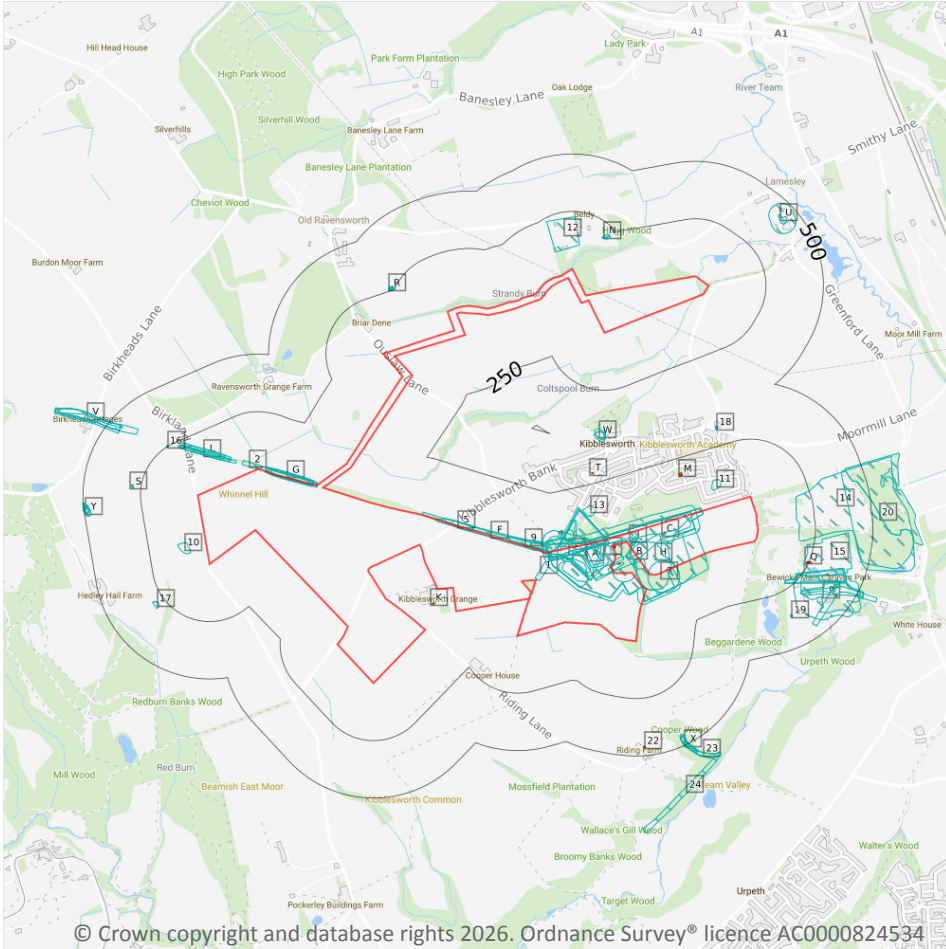 A1
A1
Lady Park
Hill Head House
Park Farm Plantation
High Park Wood
Oak Lodge
River Team
Banesley Lane
Silverhill Wood
Silverhills
Banesley Lane Farm
Smithy Lane
Banesley Lane Plantation
Lamesley
Cheviot Wood
Old Ravensworth
U
12
N
500
Burdon Moor Farm
R
Strandy Burn
Greenford Lane
Birkheads Lane
Briar Dene
Moor Mill Farm
250
Ravensworth Grange Farm
Coltspool Burn
V
Birklands Lane
W
18
Moormill Lane
16
I
Kibblesworth
Kibblesworth Academy
2
G
T
M
S
11
Whinnel Hill
Kibblesworth Bank
14
Y
13
20
5
F
9
C
10
A
B
H
15
1
Q
Bewick Main Caravan Park
Hedley Hall Farm
17
K
Kibblesworth Grange
P
19
White House
Beggardene Wood
Urpeth Wood
Cooper House
Redburn Banks Wood
Riding Lane
Cooper Wood
22
X
23
Riding Farm
Red Burn
Mill Wood
Beamish East Moor
Mossfield Plantation
24
Team Valley
Kibblesworth Common
Wallace's Gill Wood
Walter's Wood
Broomy Banks Wood
Urpeth
Pockerley Buildings Farm
Target Wood
© Crown copyright and database rights 2026. Ordnance Survey® licence AC0000824534